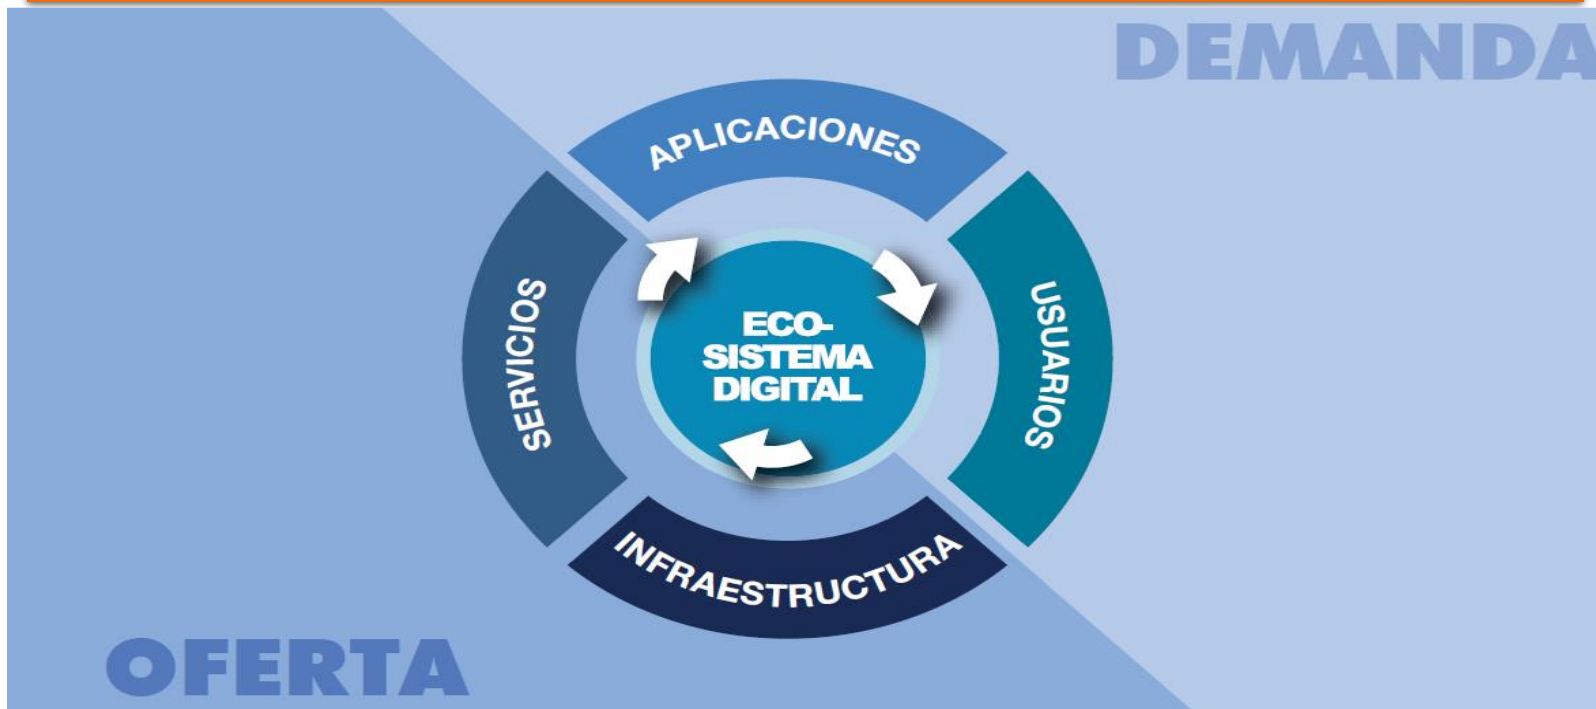 DEMANDA
APLICACIONES
SERVICIOS
ECO-
SISTEMA
DIGITAL
USUARIOS
INFRAESTRUCTURA
OFERTA